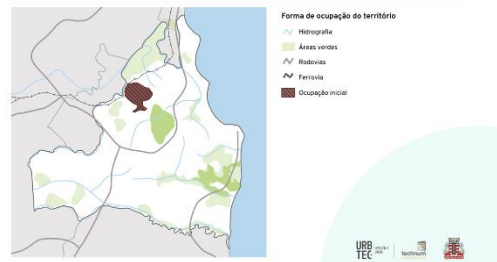 Forma de ocupação do território
Hidrografia
Áreas verdes
Rodovias
Ferrovia
Ocupação inicial
URB
TEC
technum